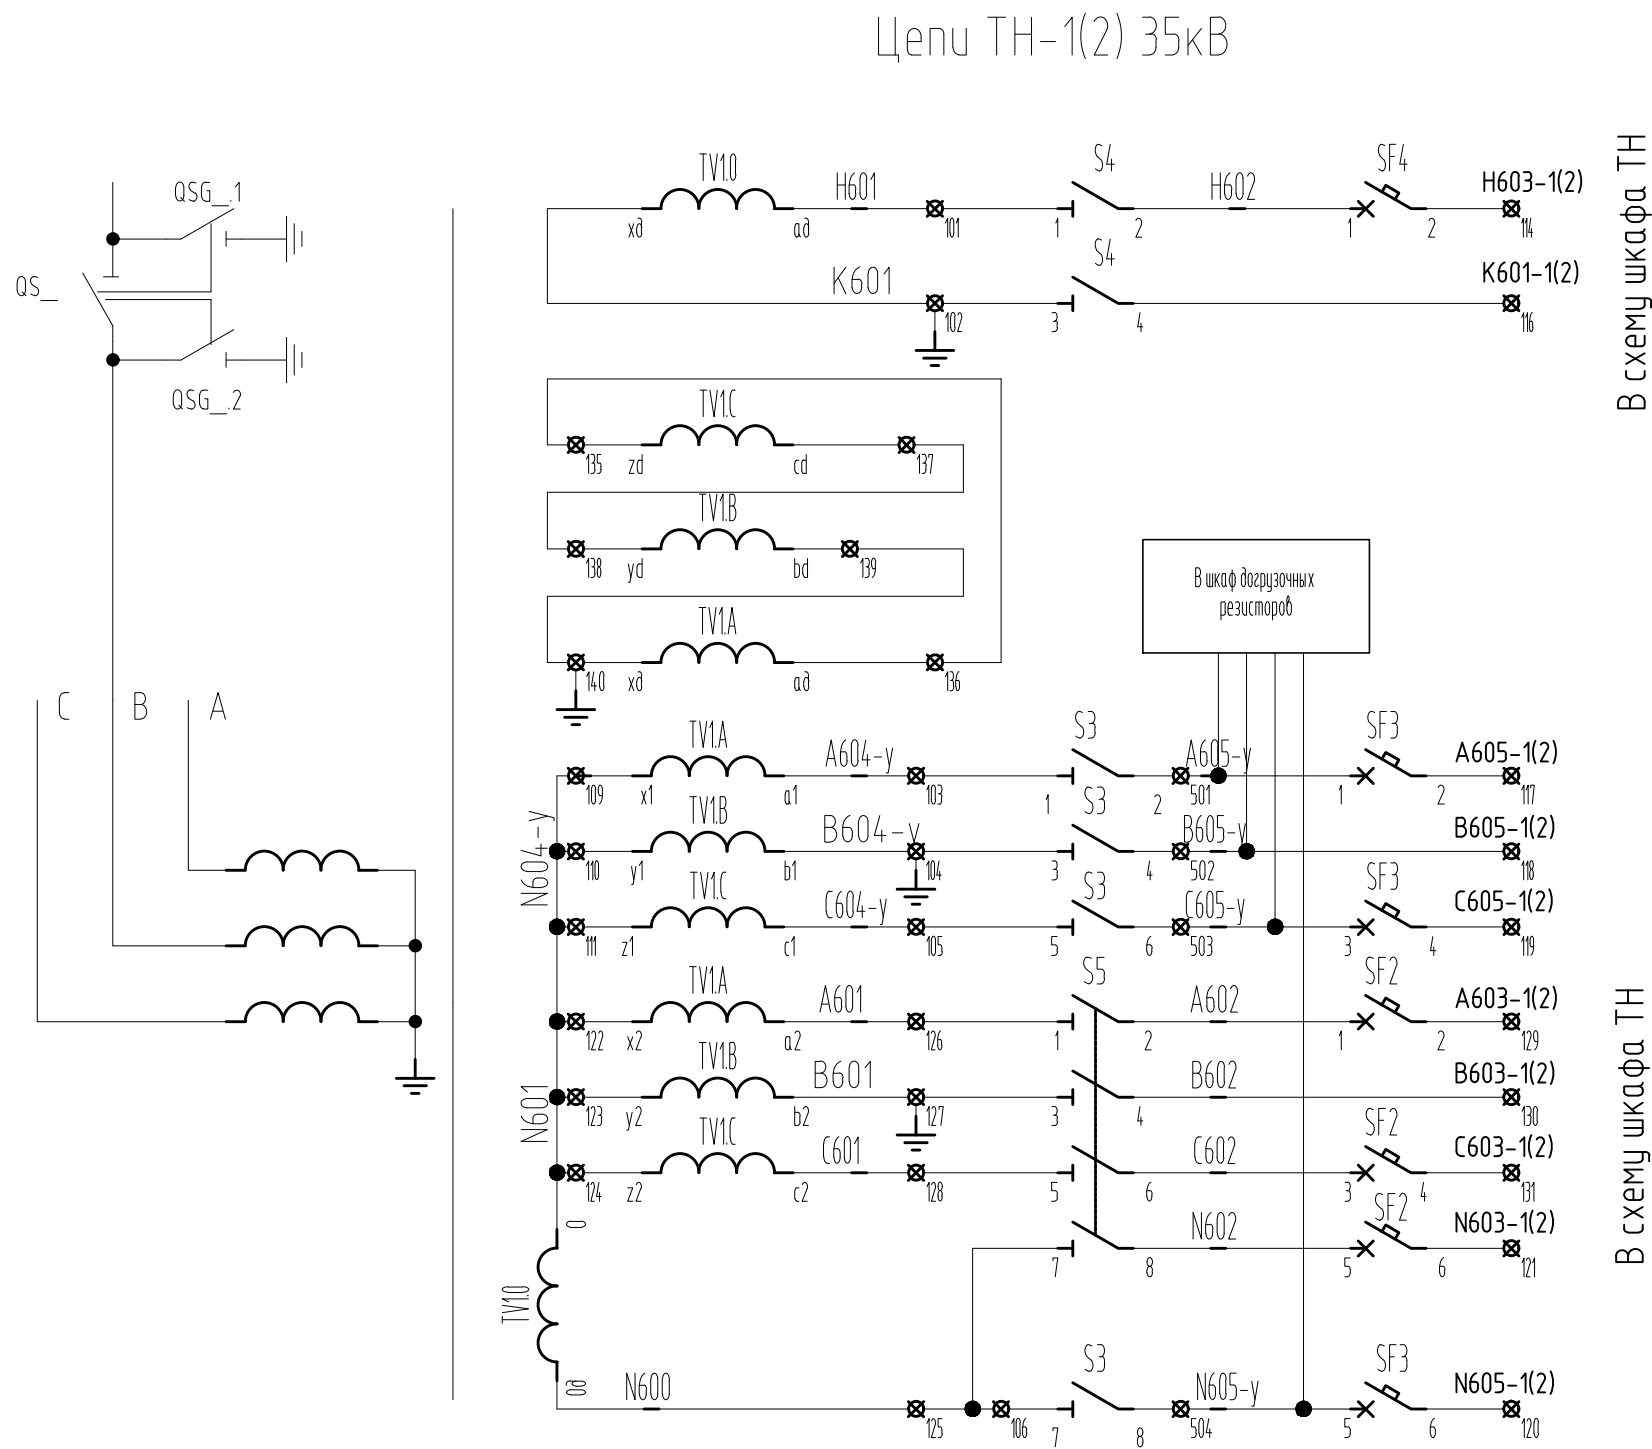 Цепи ТН-1(2) 35кВ
QSG_.1
QS_
QSG_.2
C B A
TV1.0 H601 S4 H602 SF4 H603-1(2)
xд ад 101 1 2 1 2 114
K601 S4 K601-1(2)
102 3 4 116
В схему шкафа ТН
TV1.C
135 zd cd 137
TV1.B
138 yd bd 139
TV1.A
140 xд ад 136
В шкаф догрузочных
резисторов
TV1.A A604-y S3 A605-y SF3 A605-1(2)
109 x1 a1 103 1 2 501 1 2 117
N604-y
TV1.B B604-y S3 B605-y B605-1(2)
110 y1 b1 104 3 4 502 118
TV1.C C604-y S3 C605-y SF3 C605-1(2)
111 z1 c1 105 5 6 503 3 4 119
TV1.A A601 S5 A602 SF2 A603-1(2)
122 x2 a2 126 1 2 1 2 129
N601
TV1.B B601 B602 B603-1(2)
123 y2 b2 127 3 4 130
TV1.C C601 C602 SF2 C603-1(2)
124 z2 c2 128 5 6 3 4 131
N602 SF2 N603-1(2)
7 8 5 6 121
В схему шкафа ТН
0
TV1.0
0д
N600 S3 N605-y SF3 N605-1(2)
125 106 7 8 504 5 6 120